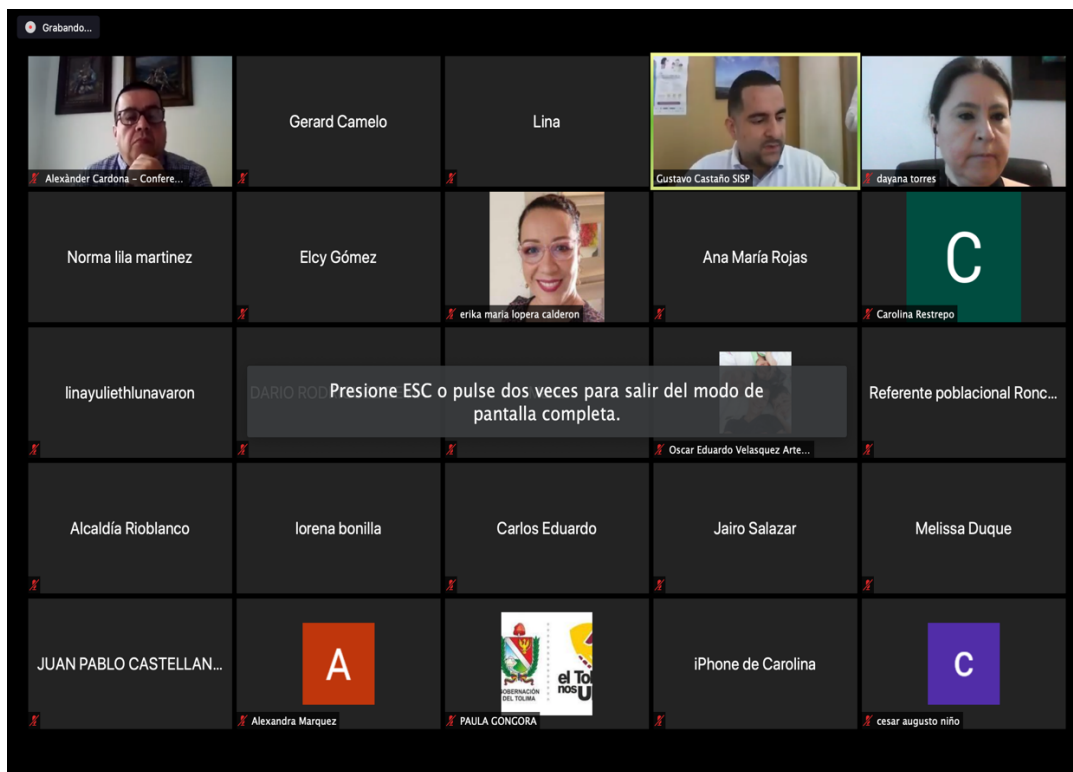 Grabando...
Alexànder Cardona - Confere...
Gerard Camelo
Lina
Gustavo Castaño SISP
dayana torres
Norma lila martinez
Elcy Gómez
erika maria lopera calderon
Ana María Rojas
C
Carolina Restrepo
linayuliethlunavaron
DARIO ROD
Presione ESC o pulse dos veces para salir del modo de
pantalla completa.
Oscar Eduardo Velasquez Arte...
Referente poblacional Ronc...
Alcaldía Rioblanco
lorena bonilla
Carlos Eduardo
Jairo Salazar
Melissa Duque
JUAN PABLO CASTELLAN...
A
Alexandra Marquez
GOBERNACIÓN
DEL TOLIMA
el Tol
nos U
PAULA GONGORA
iPhone de Carolina
c
cesar augusto niño